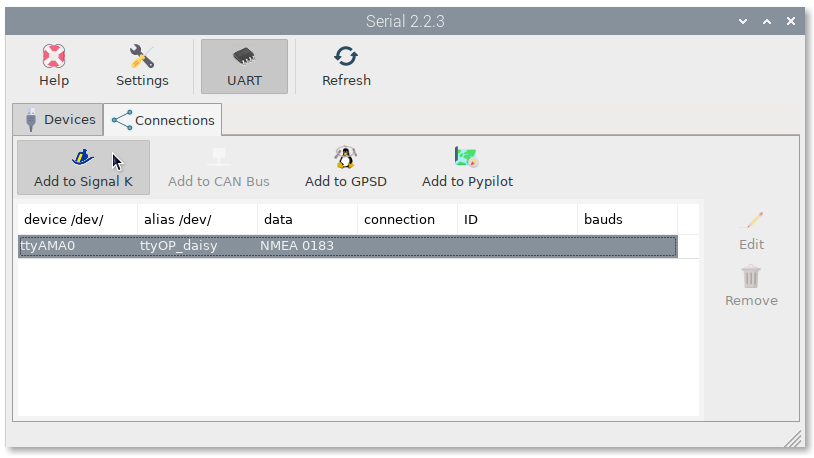 Serial 2.2.3
Help Settings UART Refresh
Devices Connections
Add to Signal K Add to CAN Bus Add to GPSD Add to Pypilot
device /dev/ alias /dev/ data connection ID bauds
ttyAMA0 ttyOP_daisy NMEA 0183
Edit
Remove